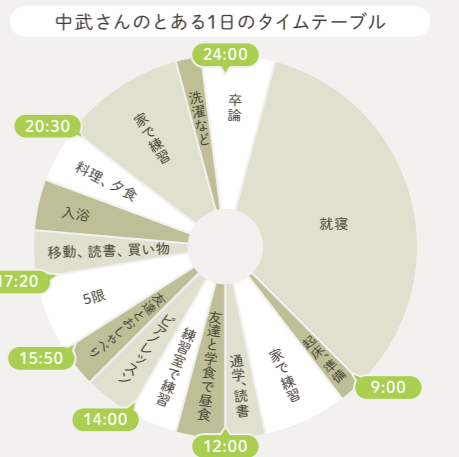 中武さんのとある1日のタイムテーブル
24:00
卒論
就寝
起床、準備
9:00
家で練習
通学、読書
12:00
友達と学食で昼食
練習室で練習
14:00
ピアノレッスン
友達とおしゃべり
15:50
5限
17:20
移動、読書、買い物
入浴
料理、夕食
20:30
家で練習
洗濯など